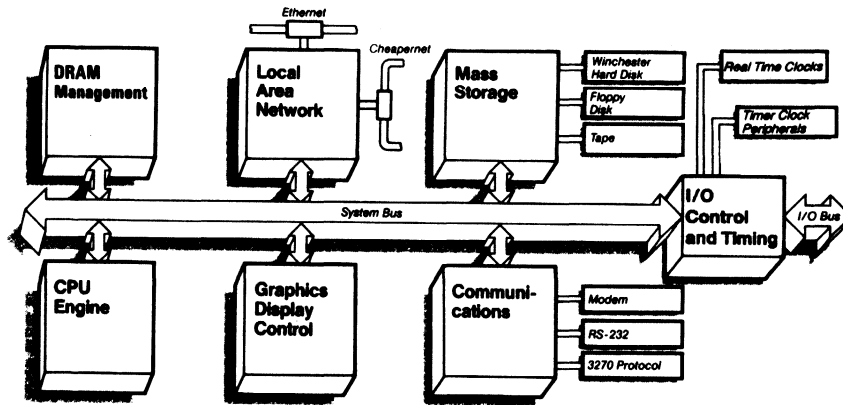 Ethernet
Cheapernet
DRAM
Management
Local
Area
Network
Mass
Storage
Winchester
Hard Disk
Floppy
Disk
Tape
Real Time Clocks
Timer Clock
Peripherals
System Bus
I/O
Control
and Timing
I/O Bus
CPU
Engine
Graphics
Display
Control
Communi-
cations
Modem
RS-232
3270 Protocol